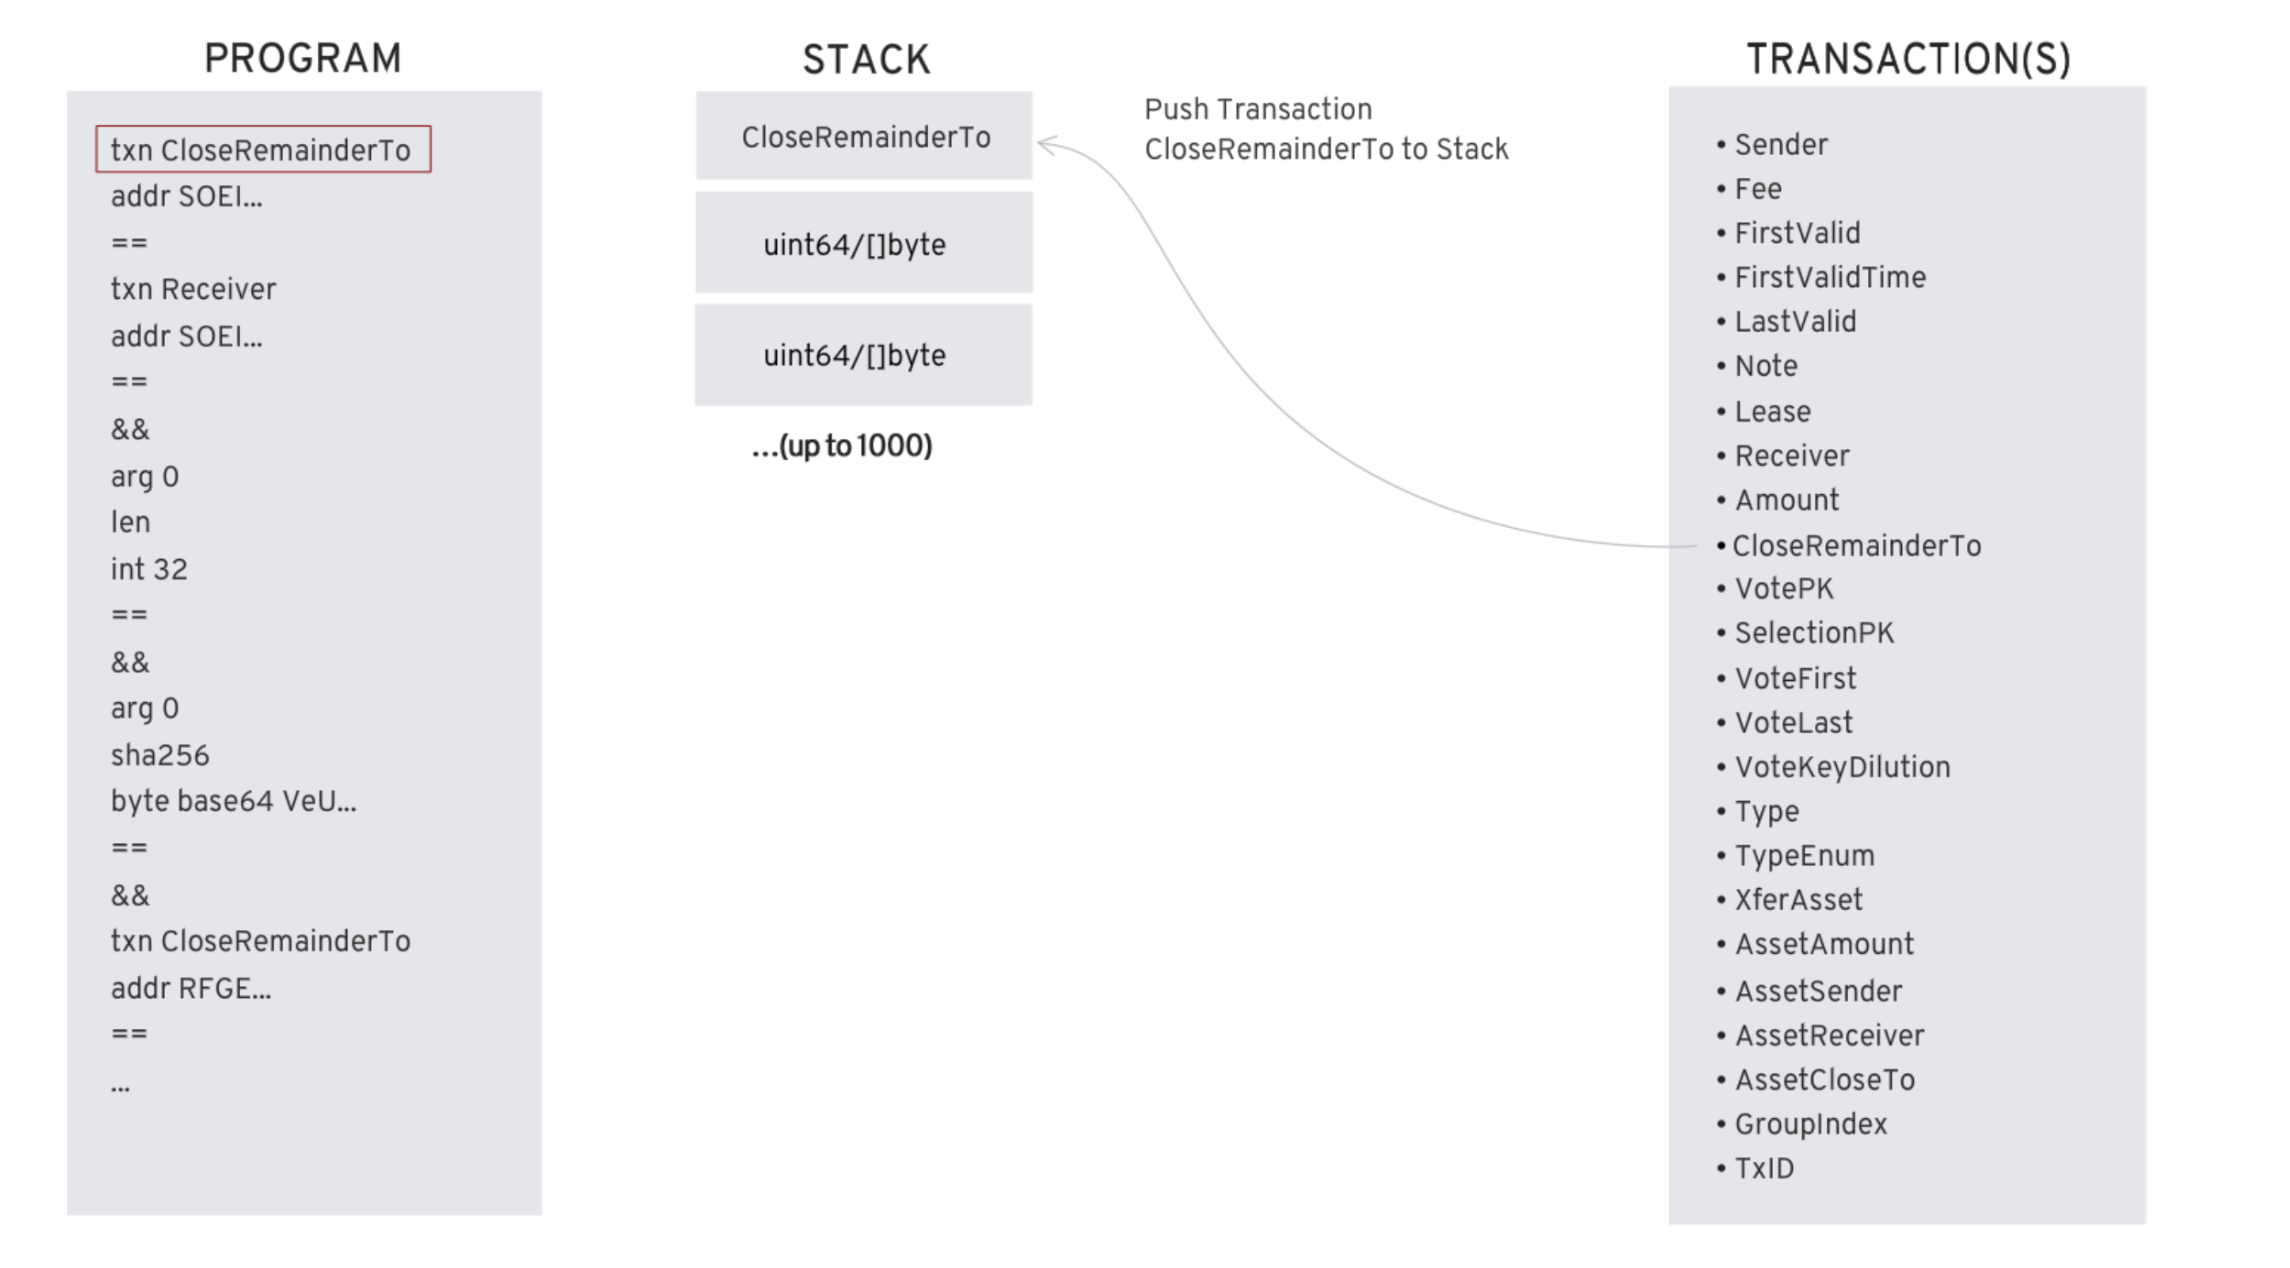 PROGRAM
txn CloseRemainderTo
addr SOEI...
==
txn Receiver
addr SOEI...
==
&&
arg 0
len
int 32
==
&&
arg 0
sha256
byte base64 VeU...
==
&&
txn CloseRemainderTo
addr RFGE...
==
...
STACK
CloseRemainderTo
uint64/[]byte
uint64/[]byte
...(up to 1000)
Push Transaction
CloseRemainderTo to Stack
TRANSACTION(S)
• Sender
• Fee
• FirstValid
• FirstValidTime
• LastValid
• Note
• Lease
• Receiver
• Amount
• CloseRemainderTo
• VotePK
• SelectionPK
• VoteFirst
• VoteLast
• VoteKeyDilution
• Type
• TypeEnum
• XferAsset
• AssetAmount
• AssetSender
• AssetReceiver
• AssetCloseTo
• GroupIndex
• TxID